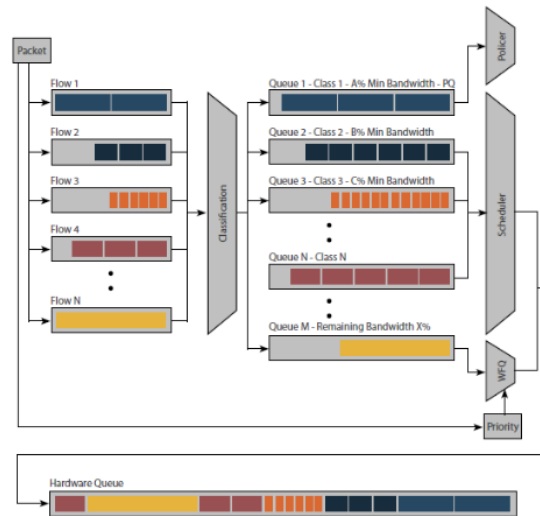 Packet
Flow 1
Flow 2
Flow 3
Flow 4
Flow N
Classification
Queue 1 - Class 1 - A% Min Bandwidth - PQ
Queue 2 - Class 2 - B% Min Bandwidth
Queue 3 - Class 3 - C% Min Bandwidth
Queue N - Class N
Queue M - Remaining Bandwidth X%
Policer
Scheduler
WFQ
Priority
Hardware Queue